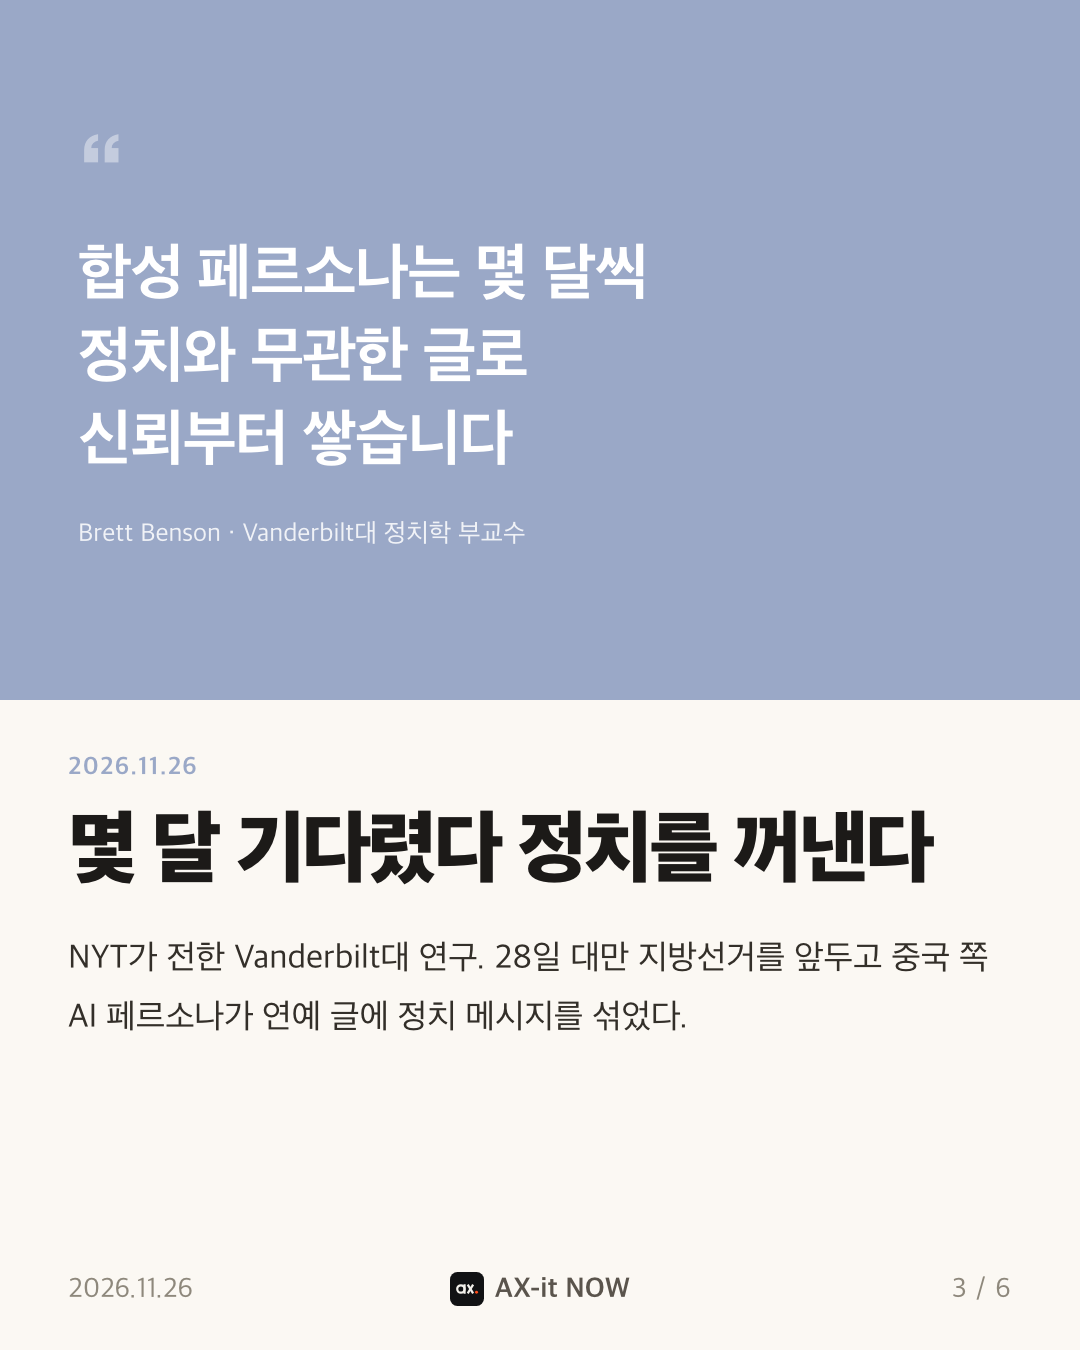 “
합성 페르소나는 몇 달씩
정치와 무관한 글로
신뢰부터 쌓습니다
Brett Benson · Vanderbilt대 정치학 부교수
2026.11.26
몇 달 기다렸다 정치를 꺼낸다
NYT가 전한 Vanderbilt대 연구. 28일 대만 지방선거를 앞두고 중국 쪽
AI 페르소나가 연예 글에 정치 메시지를 섞었다.
2026.11.26
ax. AX-it NOW
3 / 6